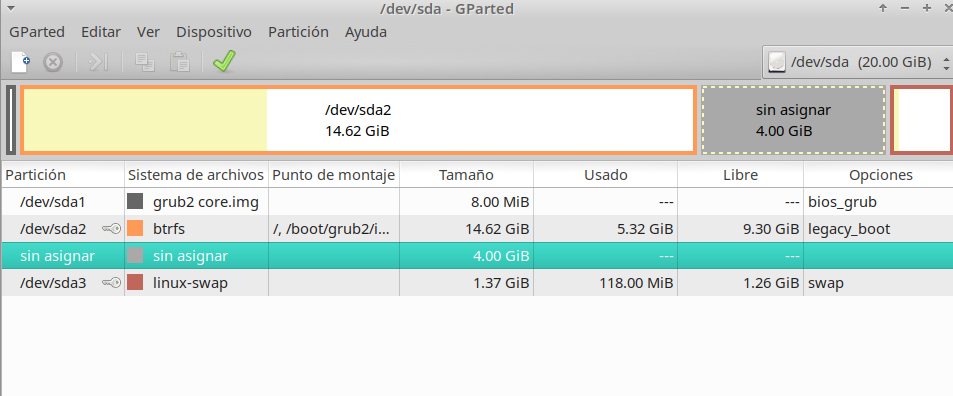 /dev/sda - GParted
GParted Editar Ver Dispositivo Partición Ayuda
/dev/sda (20.00 GiB)
/dev/sda2
14.62 GiB
sin asignar
4.00 GiB
Partición Sistema de archivos Punto de montaje Tamaño Usado Libre Opciones
/dev/sda1 grub2 core.img 8.00 MiB --- --- bios_grub
/dev/sda2 btrfs /, /boot/grub2/i... 14.62 GiB 5.32 GiB 9.30 GiB legacy_boot
sin asignar sin asignar 4.00 GiB --- ---
/dev/sda3 linux-swap 1.37 GiB 118.00 MiB 1.26 GiB swap